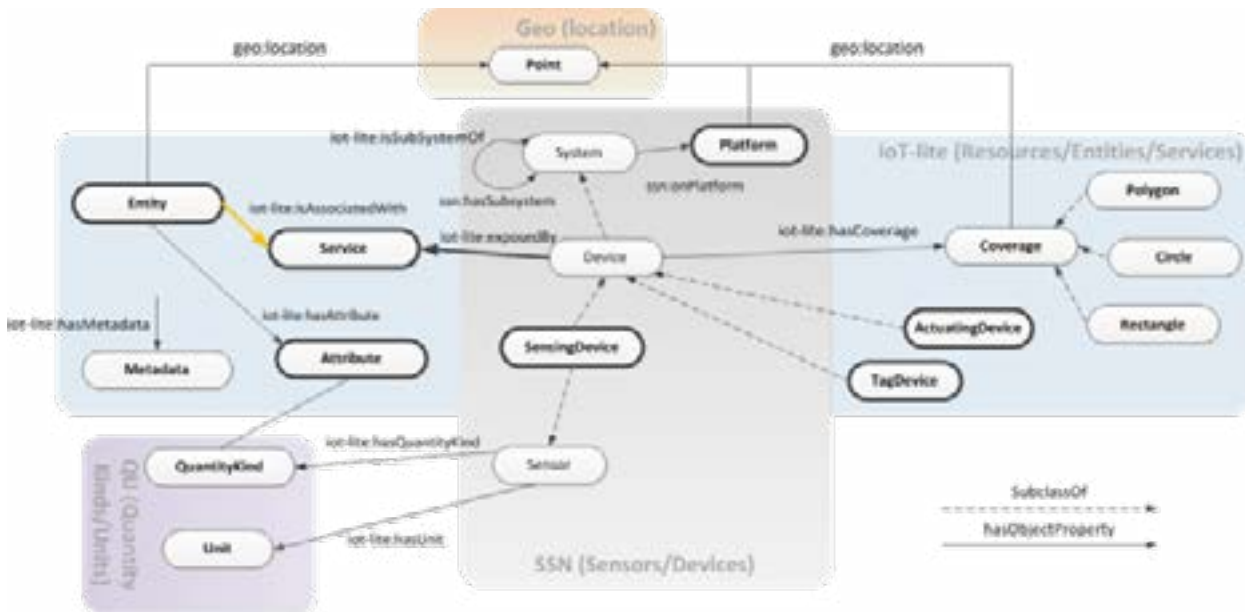 Geo (location)
geo:location
geo:location
Point
iot-lite:isSubSystemOf
System
Platform
IoT-lite (Resources/Entities/Services)
ssn:onPlatform
Polygon
Entity
ssn:hasSubsystem
iot-lite:isAssociatedWith
Service
iot-lite:exposedBy
iot-lite:hasCoverage
Device
Coverage
Circle
iot-lite:hasMetadata
iot-lite:hasAttribute
ActuatingDevice
Rectangle
Attribute
SensingDevice
Metadata
TagDevice
iot-lite:hasQuantityKind
QuantityKind
Sensor
QU (Quantity
Kinds/Units)
SubclassOf
hasObjectProperty
Unit
iot-lite:hasUnit
SSN (Sensors/Devices)